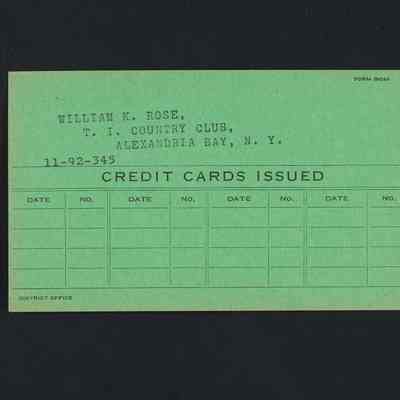 FORM
WILLIAM K. ROSE,
T. I. COUNTRY CLUB,
ALEXANDRIA BAY, N. Y.
11-92-345
CREDIT CARDS ISSUED
DATE NO. DATE NO. DATE NO. DATE NO.
DISTRICT OFFICE